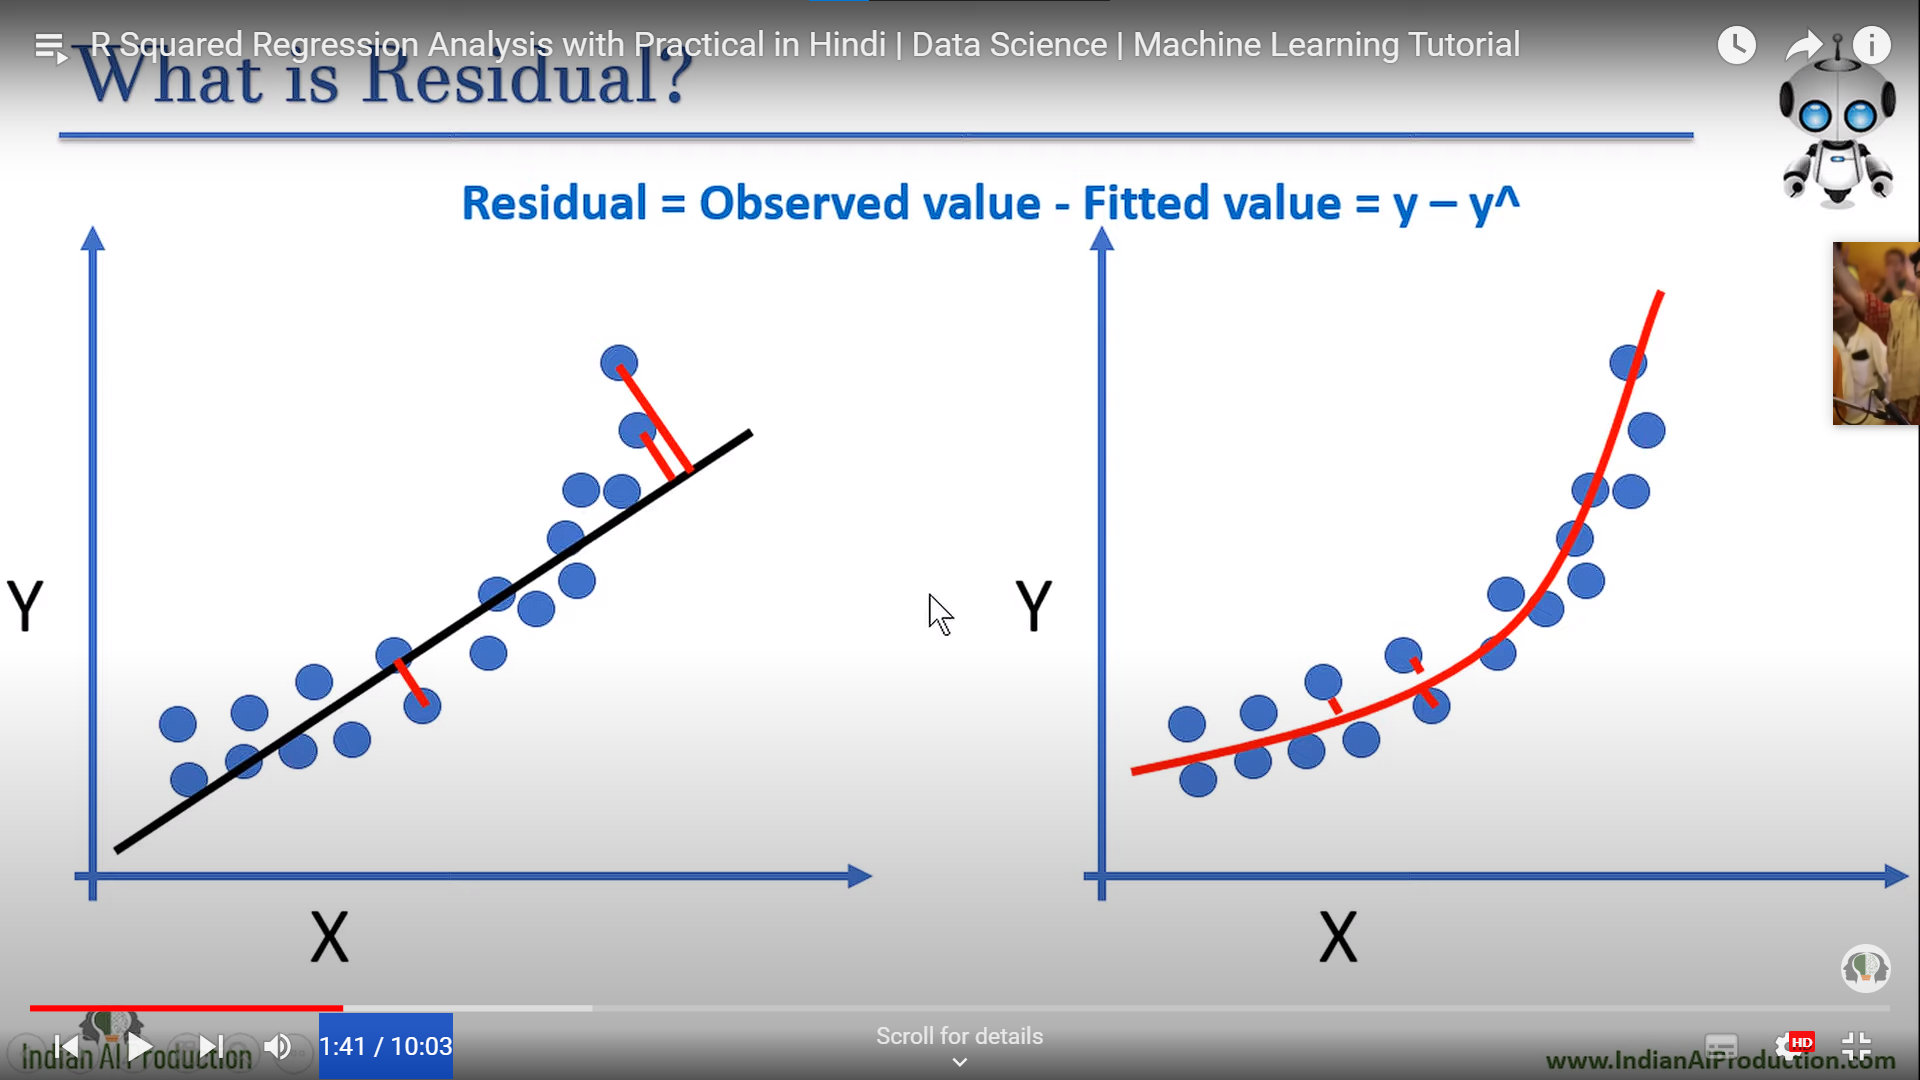 R Squared Regression Analysis with Practical in Hindi | Data Science | Machine Learning Tutorial
What is Residual?
Residual = Observed value - Fitted value = y – y^
Y
Y
X
X
1:41 / 10:03
Scroll for details
HD
Indian AI Production
www.IndianAIProduction.com